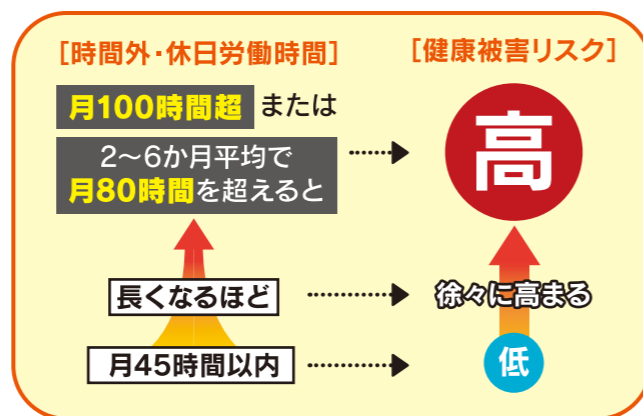 ［時間外・休日労働時間］
［健康被害リスク］
月100時間超 または
2〜6か月平均で
月80時間を超えると
高
長くなるほど
徐々に高まる
月45時間以内
低